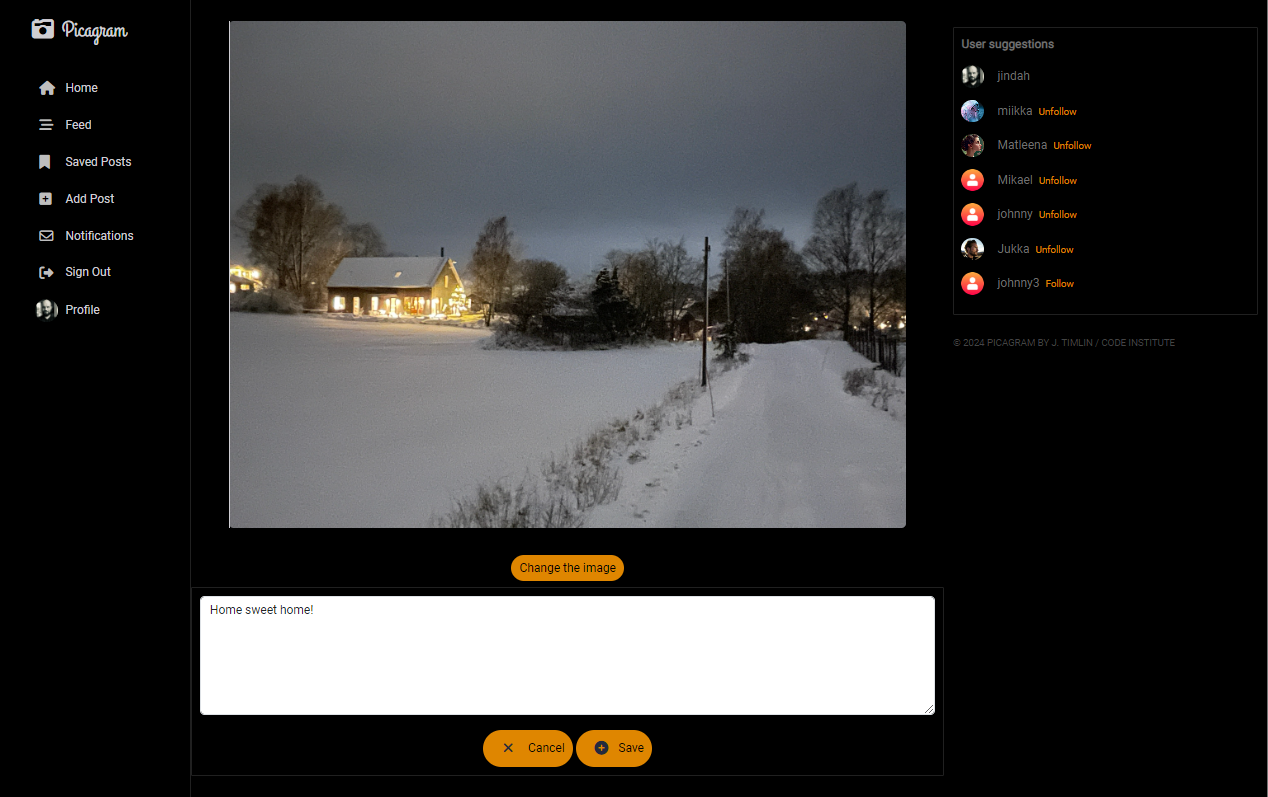 Picagram
Home
Feed
Saved Posts
Add Post
Notifications
Sign Out
Profile
Change the image
Home sweet home!
Cancel
Save
User suggestions
jindah
miikka Unfollow
Matleena Unfollow
Mikael Unfollow
johnny Unfollow
Jukka Unfollow
johnny3 Follow
© 2024 PICAGRAM BY J. TIMLIN / CODE INSTITUTE